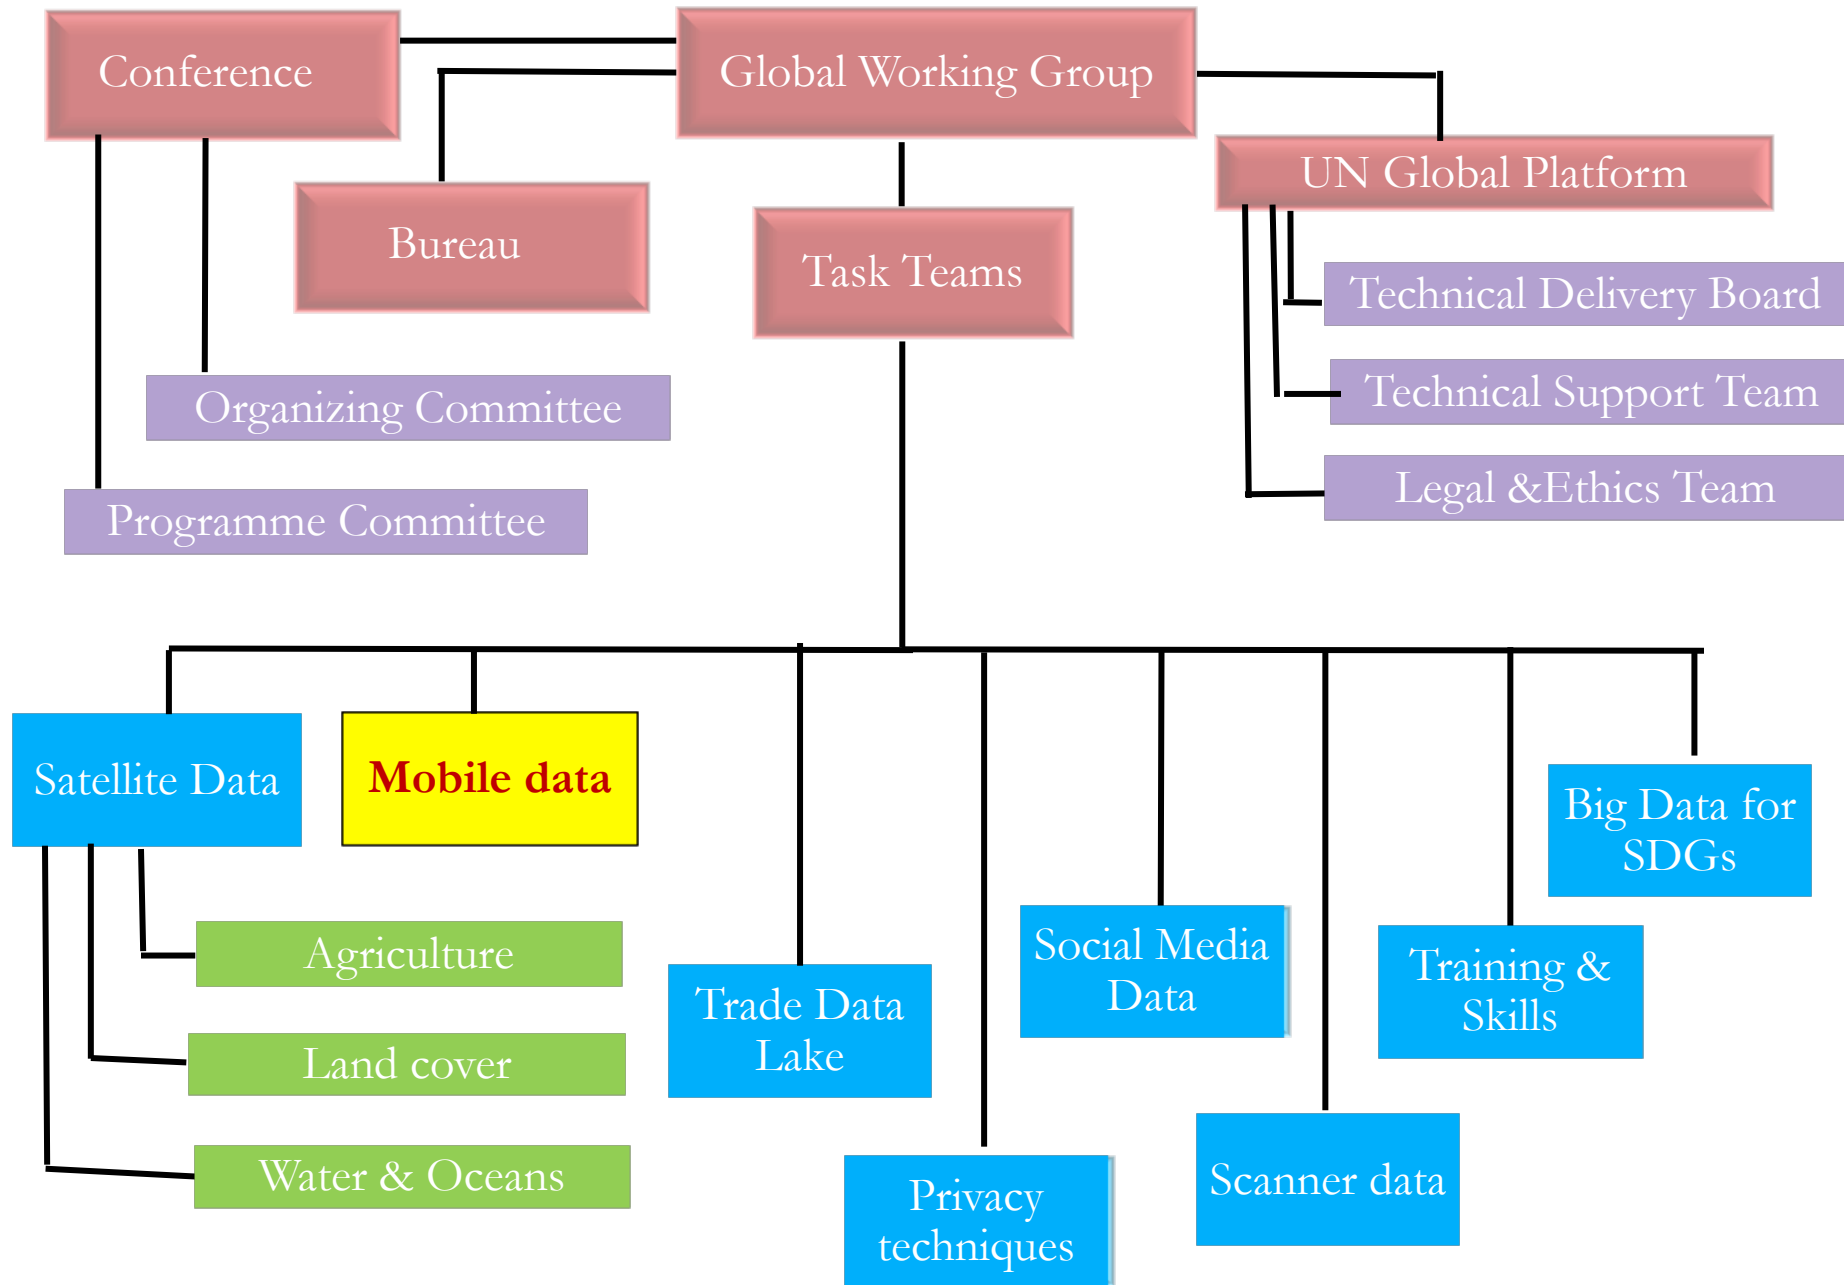 Conference
Global Working Group
UN Global Platform
Bureau
Task Teams
Technical Delivery Board
Technical Support Team
Legal &Ethics Team
Organizing Committee
Programme Committee
Satellite Data
Mobile data
Big Data for
SDGs
Agriculture
Land cover
Water & Oceans
Trade Data
Lake
Social Media
Data
Training &
Skills
Privacy
techniques
Scanner data